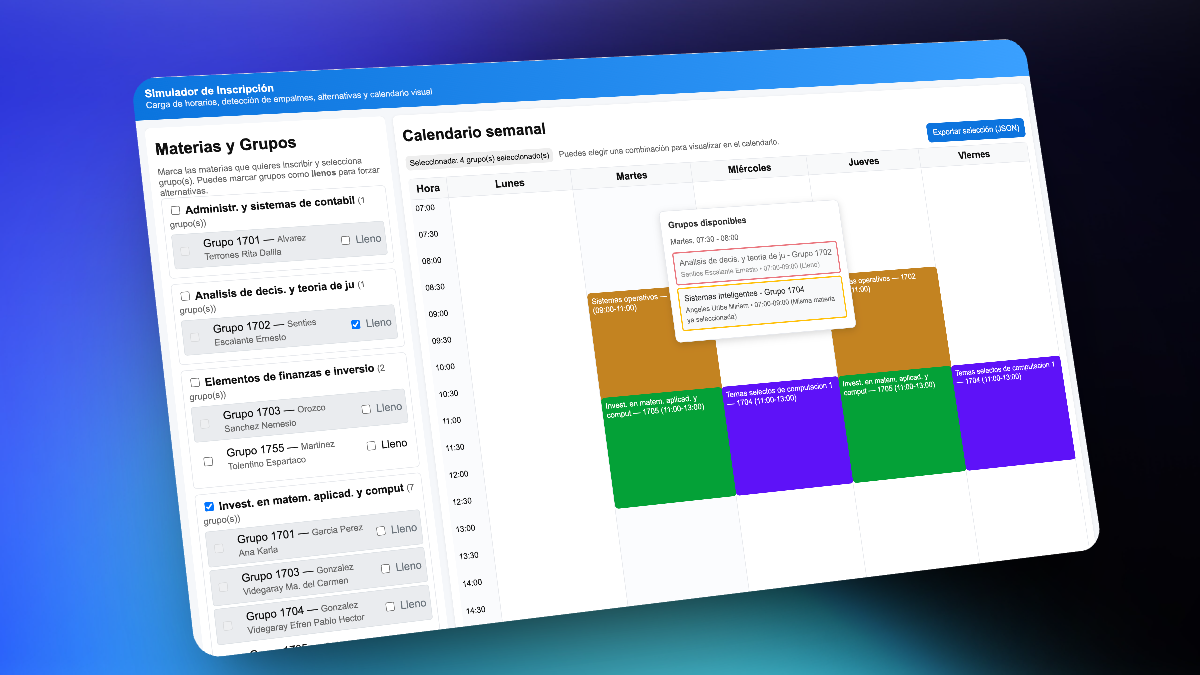 Simulador de Inscripción
Carga de horarios, detección de empalmes, alternativas y calendario visual
Materias y Grupos
Marca las materias que quieres inscribir y selecciona
grupo(s). Puedes marcar grupos como llenos para forzar
alternativas.
Administr. y sistemas de contabil (1
grupo(s))
Grupo 1701 — Alvarez
Terrones Rita Dalila
Lleno
Analisis de decis. y teoria de ju (1
grupo(s))
Grupo 1702 — Senties
Escalante Ernesto
Lleno
Elementos de finanzas e inversio (2
grupo(s))
Grupo 1703 — Orozco
Sanchez Nemesio
Lleno
Grupo 1755 — Martinez
Tolentino Espartaco
Lleno
Invest. en matem. aplicad. y comput (7
grupo(s))
Grupo 1701 — Garcia Perez
Ana Karla
Lleno
Grupo 1703 — Gonzalez
Videgaray Ma. del Carmen
Lleno
Grupo 1704 — Gonzalez
Videgaray Efren Pablo Hector
Lleno
Calendario semanal
Seleccionada: 4 grupo(s) seleccionado(s)
Puedes elegir una combinación para visualizar en el calendario.
Exportar selección (JSON)
Hora
Lunes
Martes
Miércoles
Jueves
Viernes
07:00
07:30
08:00
08:30
09:00
09:30
10:00
10:30
11:00
11:30
12:00
12:30
13:00
13:30
14:00
14:30
Grupos disponibles
Martes, 07:30 - 08:00
Analisis de decis. y teoria de ju - Grupo 1702
Senties Escalante Ernesto • 07:00-09:00 (Lleno)
Sistemas inteligentes - Grupo 1704
Angeles Uribe Miriam • 07:00-09:00 (Misma materia
ya seleccionada)
Sistemas operativos —
(09:00-11:00)
operativos — 1702
11:00)
Invest. en matem. aplicad. y
comput — 1705 (11:00-13:00)
Temas selectos de computacion 1
— 1704 (11:00-13:00)
Invest. en matem. aplicad. y
comput — 1705 (11:00-13:00)
Temas selectos de computacion 1
— 1704 (11:00-13:00)